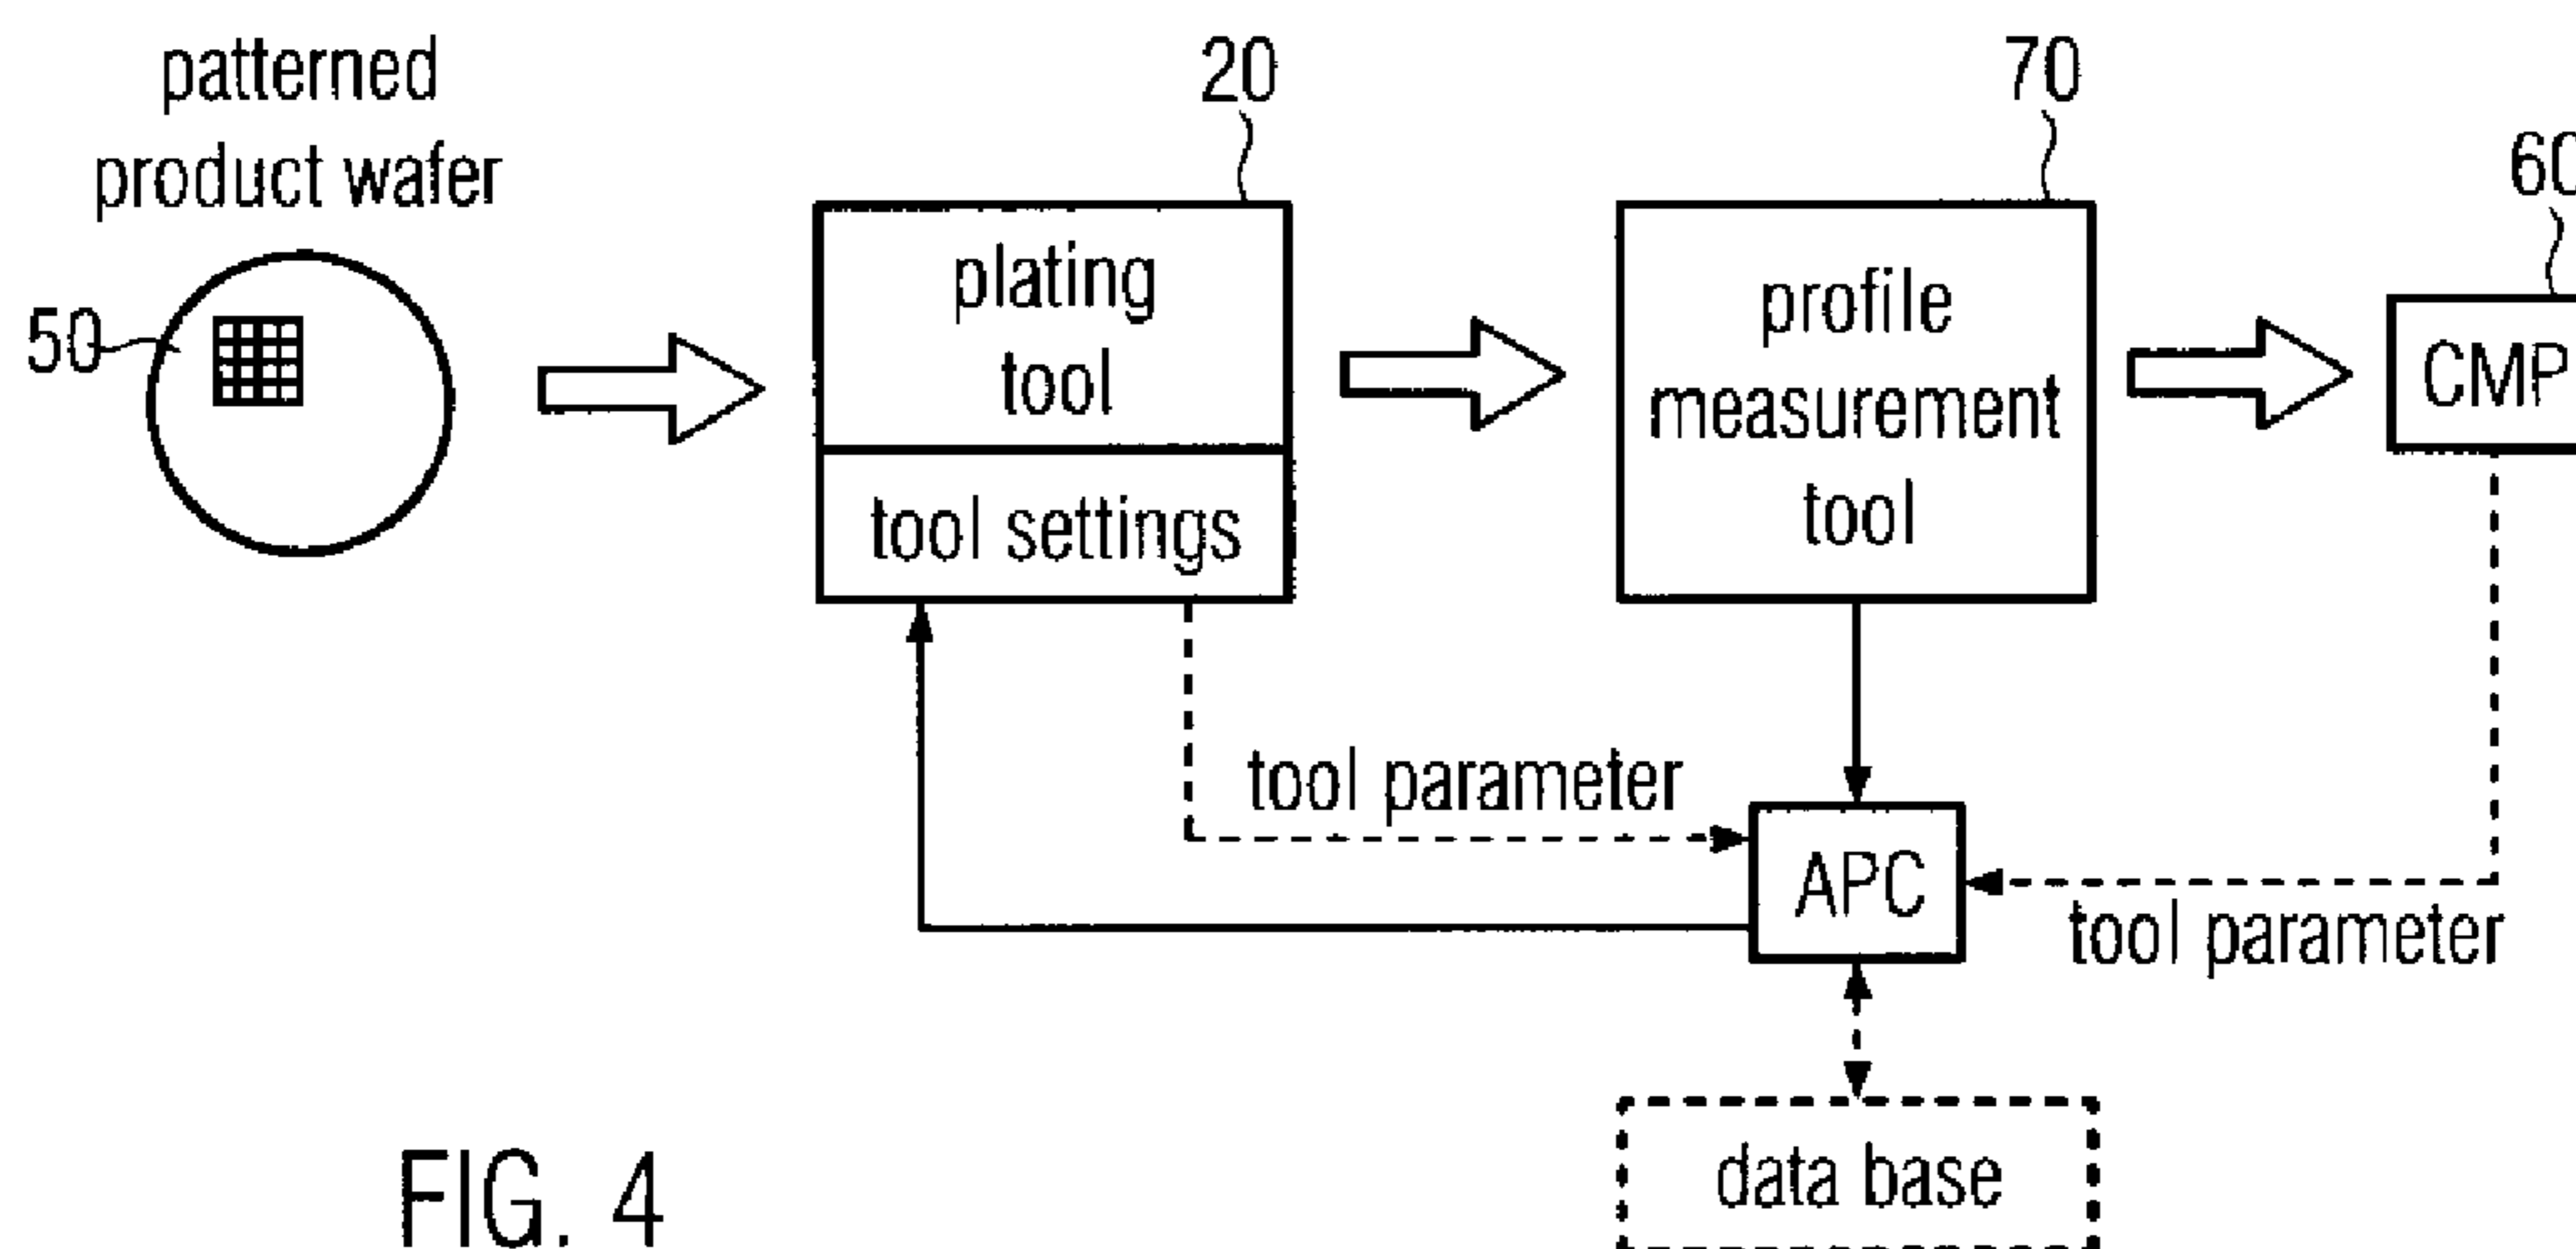 patterned
product wafer
50
20
plating
tool
tool settings
70
profile
measurement
tool
60
CMP
tool parameter
APC
tool parameter
data base
FIG. 4